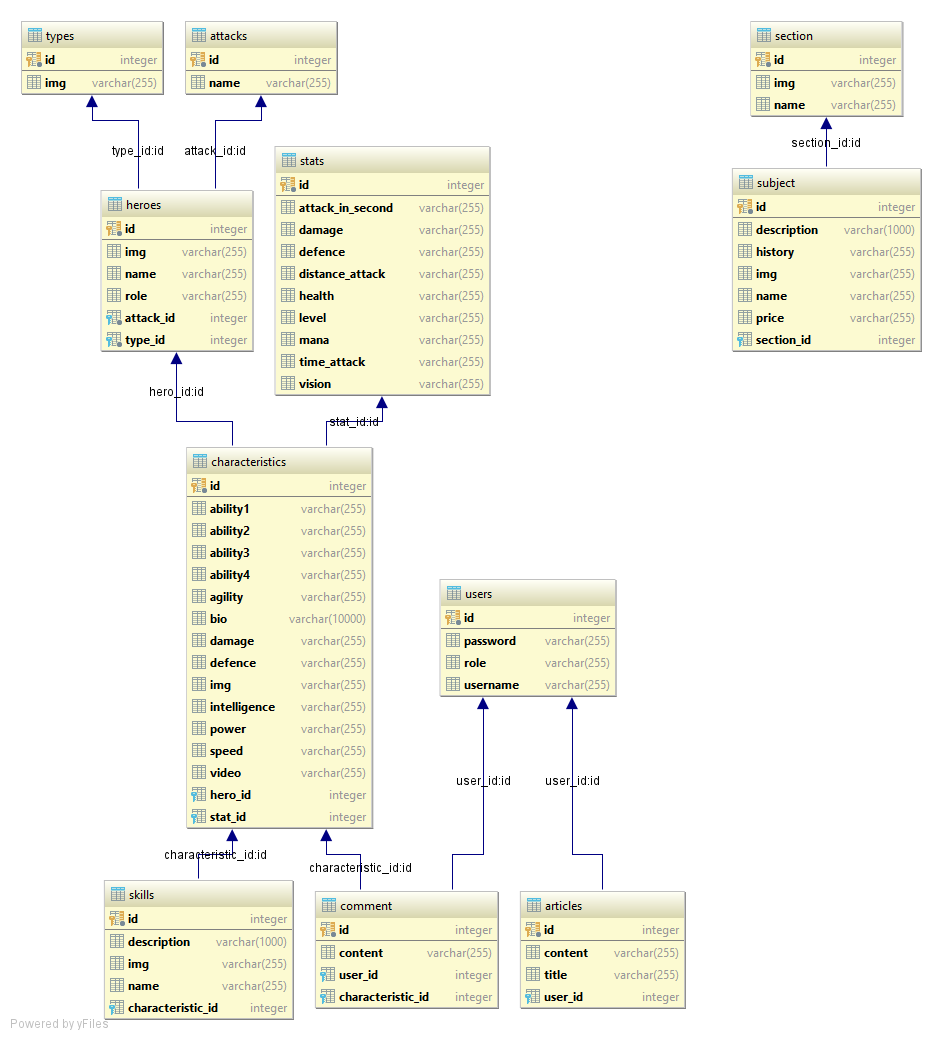 types
id integer
img varchar(255)
attacks
id integer
name varchar(255)
section
id integer
img varchar(255)
name varchar(255)
type_id:id
attack_id:id
section_id:id
stats
id integer
attack_in_second varchar(255)
damage varchar(255)
defence varchar(255)
distance_attack varchar(255)
health varchar(255)
level varchar(255)
mana varchar(255)
time_attack varchar(255)
vision varchar(255)
subject
id integer
description varchar(1000)
history varchar(255)
img varchar(255)
name varchar(255)
price varchar(255)
section_id integer
heroes
id integer
img varchar(255)
name varchar(255)
role varchar(255)
attack_id integer
type_id integer
hero_id:id
stat_id:id
characteristics
id integer
ability1 varchar(255)
ability2 varchar(255)
ability3 varchar(255)
ability4 varchar(255)
agility varchar(255)
bio varchar(10000)
damage varchar(255)
defence varchar(255)
img varchar(255)
intelligence varchar(255)
power varchar(255)
speed varchar(255)
video varchar(255)
hero_id integer
stat_id integer
users
id integer
password varchar(255)
role varchar(255)
username varchar(255)
user_id:id
user_id:id
characteristic_id:id
characteristic_id:id
skills
id integer
description varchar(1000)
img varchar(255)
name varchar(255)
characteristic_id integer
comment
id integer
content varchar(255)
user_id integer
characteristic_id integer
articles
id integer
content varchar(255)
title varchar(255)
user_id integer
Powered by yFiles